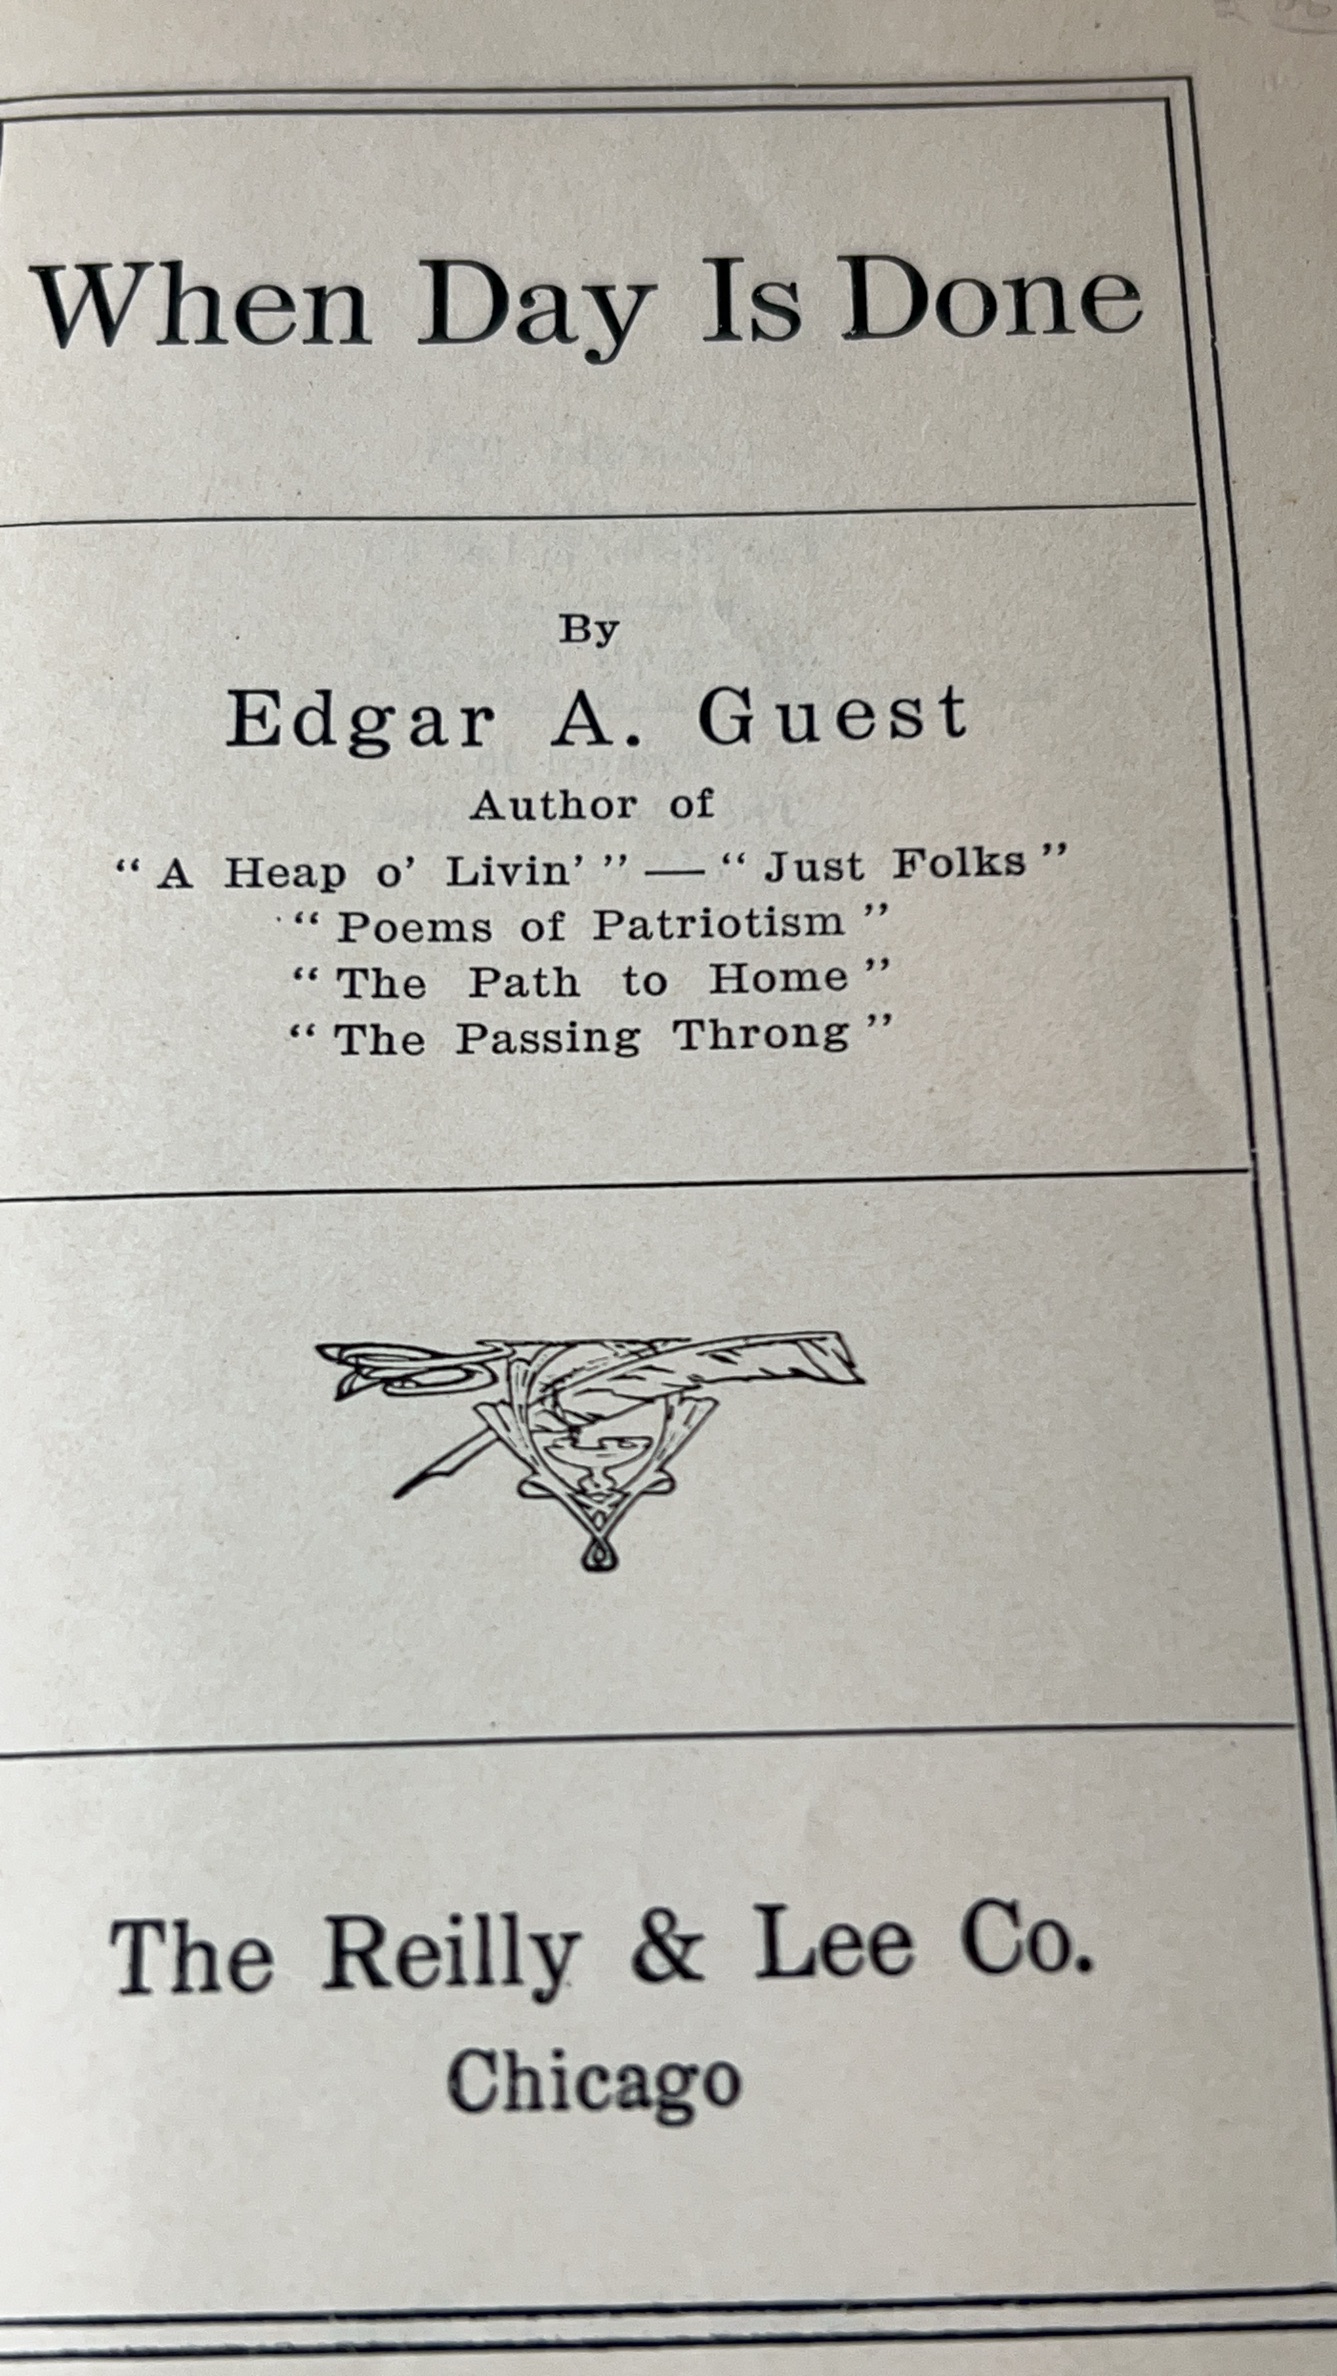 When Day Is Done
By
Edgar A. Guest
Author of
“ A Heap o’ Livin’ ” — “ Just Folks ”
“ Poems of Patriotism ”
“ The Path to Home ”
“ The Passing Throng ”
The Reilly & Lee Co.
Chicago